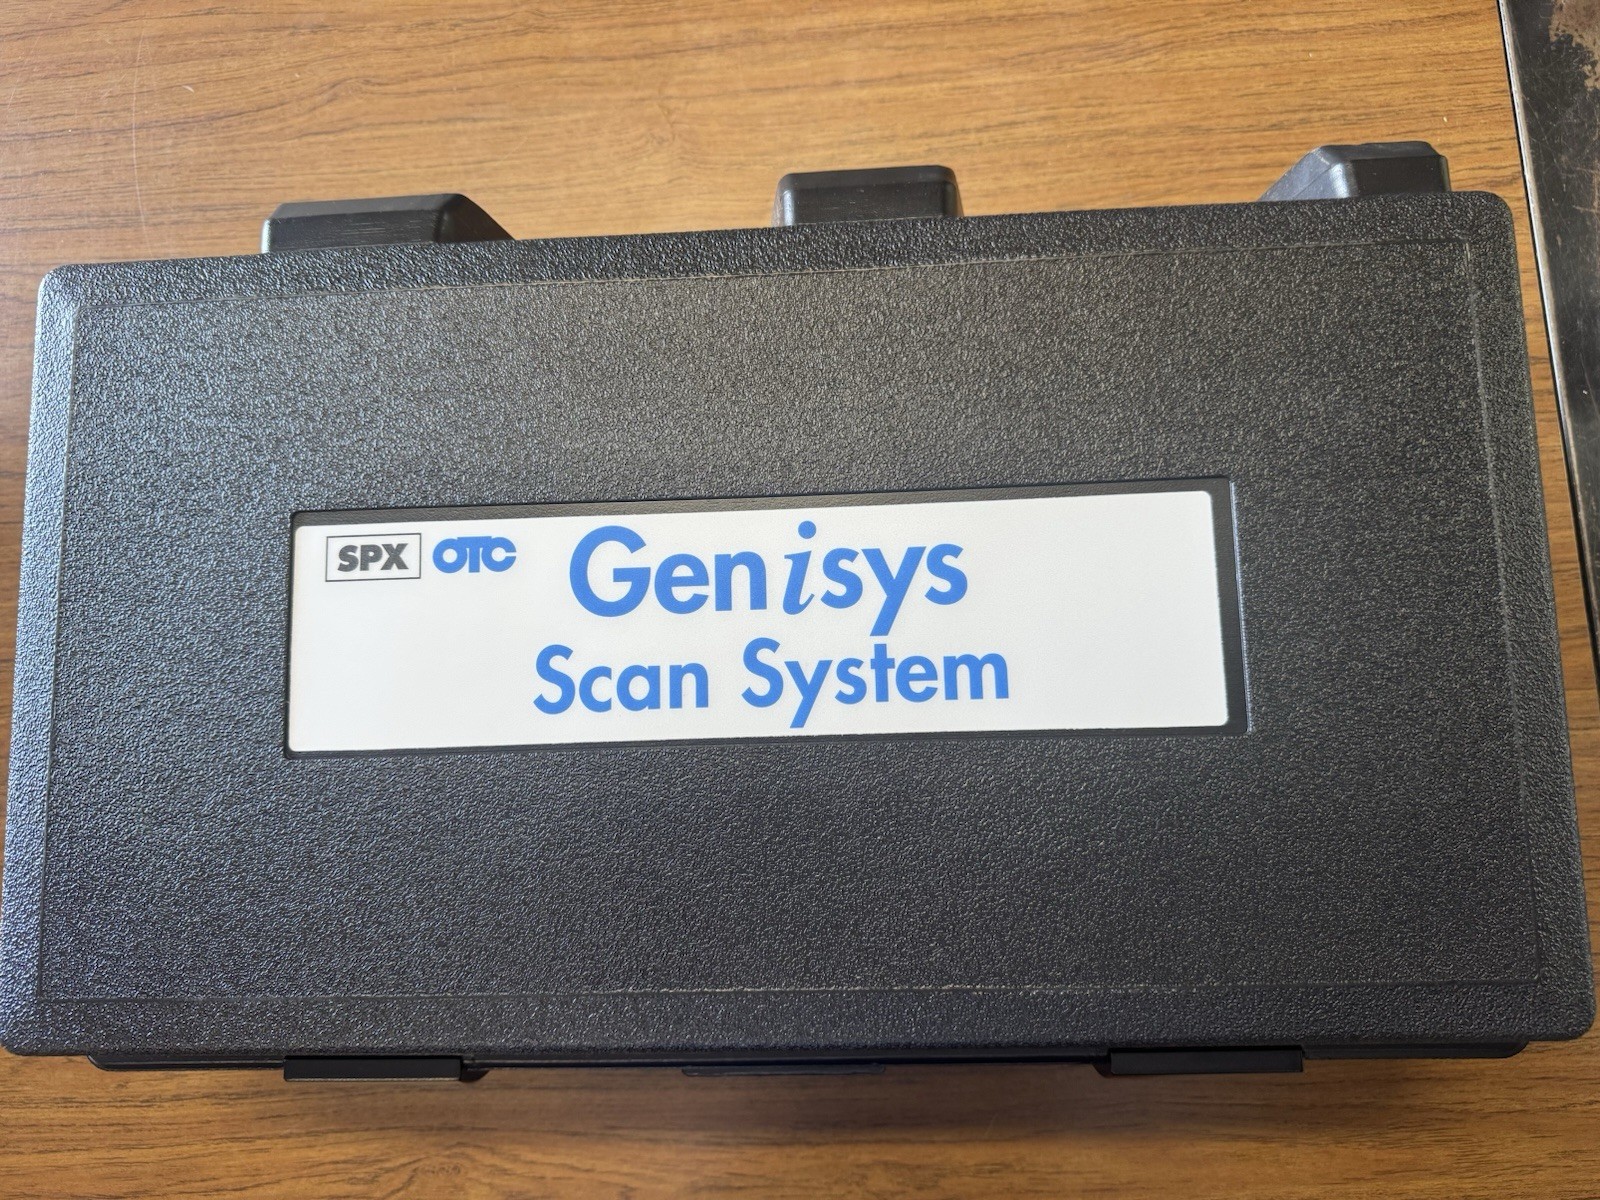 SPX OTC Genisys
Scan System